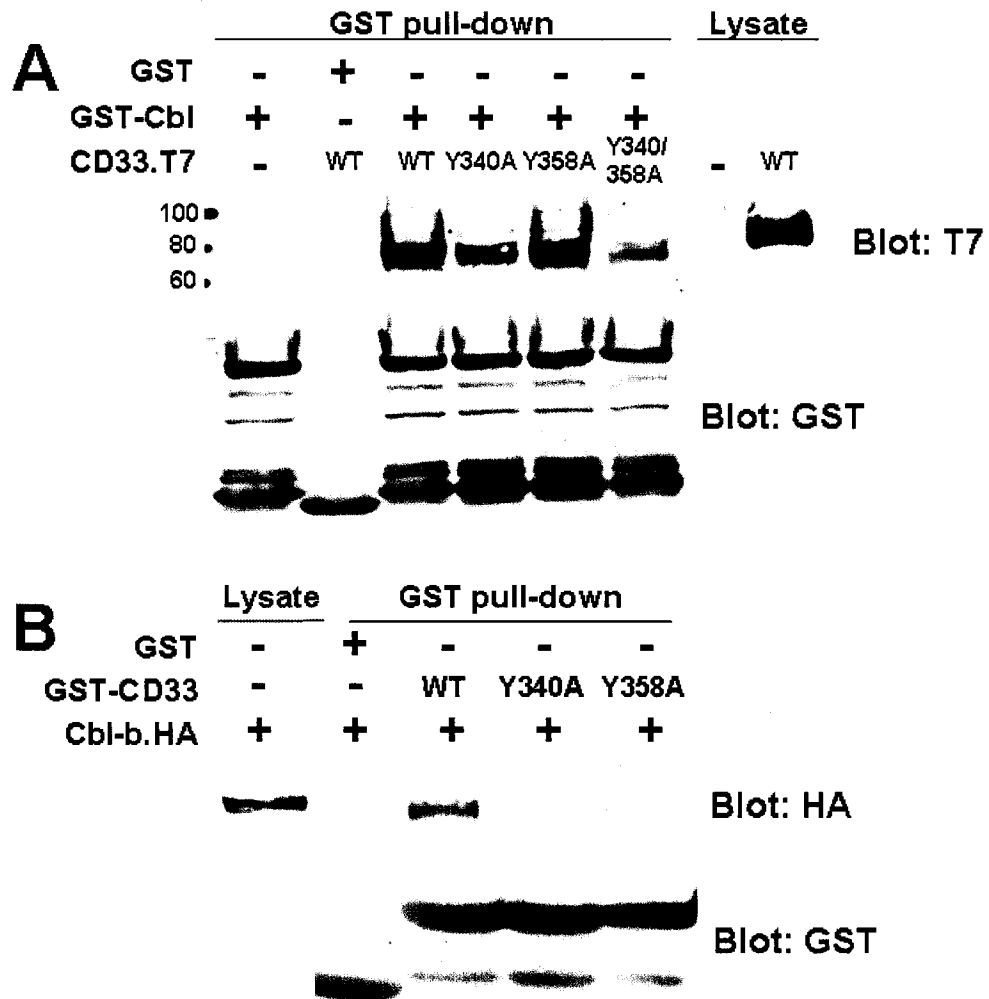 GST pull-down Lysate
A
GST - + - - - -
GST-Cbl + - + + + +
CD33.T7 - WT WT Y340A Y358A Y340/358A - WT
100
80
60
Blot: T7
Blot: GST
B
Lysate GST pull-down
GST - + - - -
GST-CD33 - - WT Y340A Y358A
Cbl-b.HA + + + + +
Blot: HA
Blot: GST